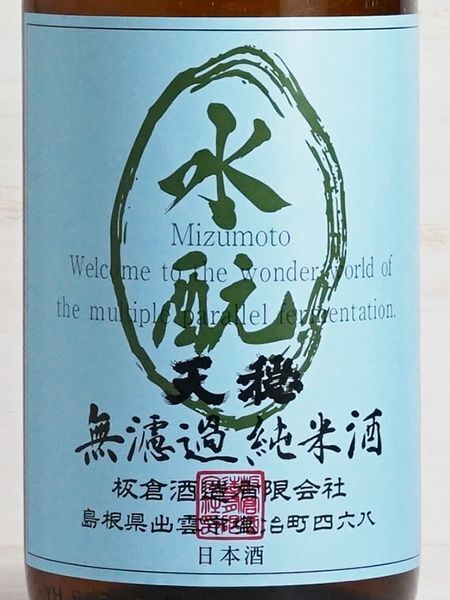 水酛
Mizumoto
Welcome to the wonder world of
the multiple parallel fermentation.
天穏
無濾過純米酒
板倉酒造有限会社
島根県出雲市塩冶町四六八
日本酒